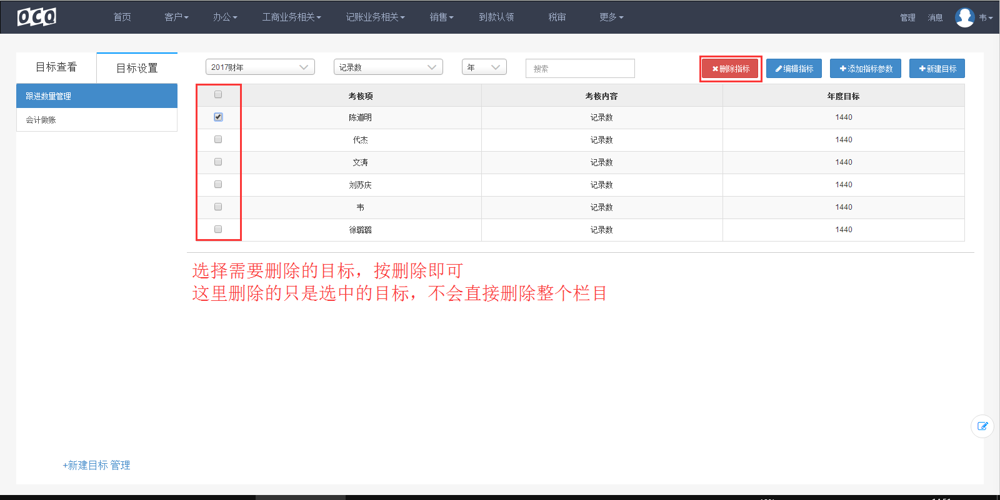 OCO 首页 客户 办公 工商业务相关 记账业务相关 销售 到款认领 税审 更多 管理 消息 韦
目标查看 目标设置 2017财年 记录数 年 搜索 删除指标 编辑指标 添加指标参数 新建目标
跟进数量管理
会计做账
考核项 考核内容 年度目标
陈道明 记录数 1440
代杰 记录数 1440
文涛 记录数 1440
刘苏庆 记录数 1440
韦 记录数 1440
徐璐璐 记录数 1440
选择需要删除的目标，按删除即可
这里删除的只是选中的目标，不会直接删除整个栏目
+新建目标 管理